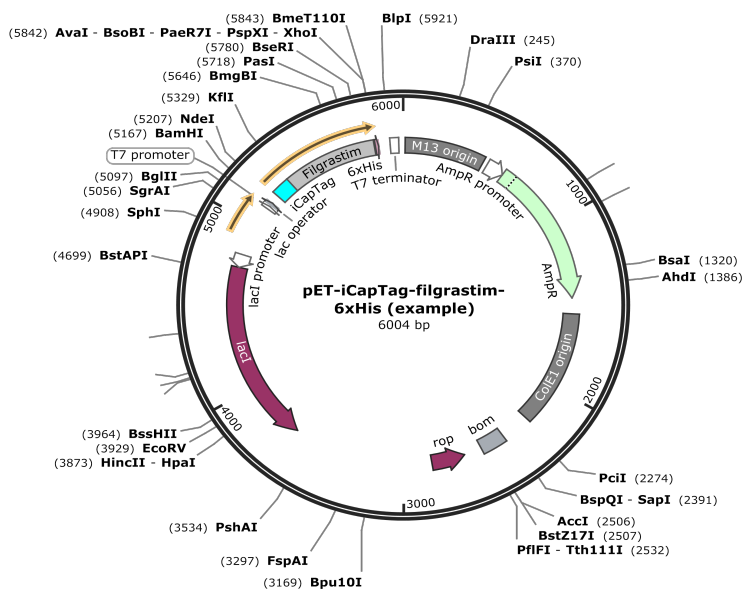 (5843) BmeT110I
BlpI (5921)
(5842) AvaI - BsoBI - PaeR7I - PspXI - XhoI
(5780) BseRI
(5718) PasI
(5646) BmgBI
(5329) KflI
(5207) NdeI
(5167) BamHI
T7 promoter
(5097) BglII
(5056) SgrAI
(4908) SphI
(4699) BstAPI
DraIII (245)
PsiI (370)
6000
1000
5000
Filgrastim
6xHis
iCapTag
T7 terminator
M13 origin
AmpR promoter
AmpR
lac operator
lacI promoter
lacI
BsaI (1320)
AhdI (1386)
pET-iCapTag-filgrastim-
6xHis (example)
6004 bp
ColE1 origin
2000
4000
bom
rop
3000
(3964) BssHII
(3929) EcoRV
(3873) HincII - HpaI
(3534) PshAI
(3297) FspAI
(3169) Bpu10I
PciI (2274)
BspQI - SapI (2391)
AccI (2506)
BstZ17I (2507)
PflFI - Tth111I (2532)